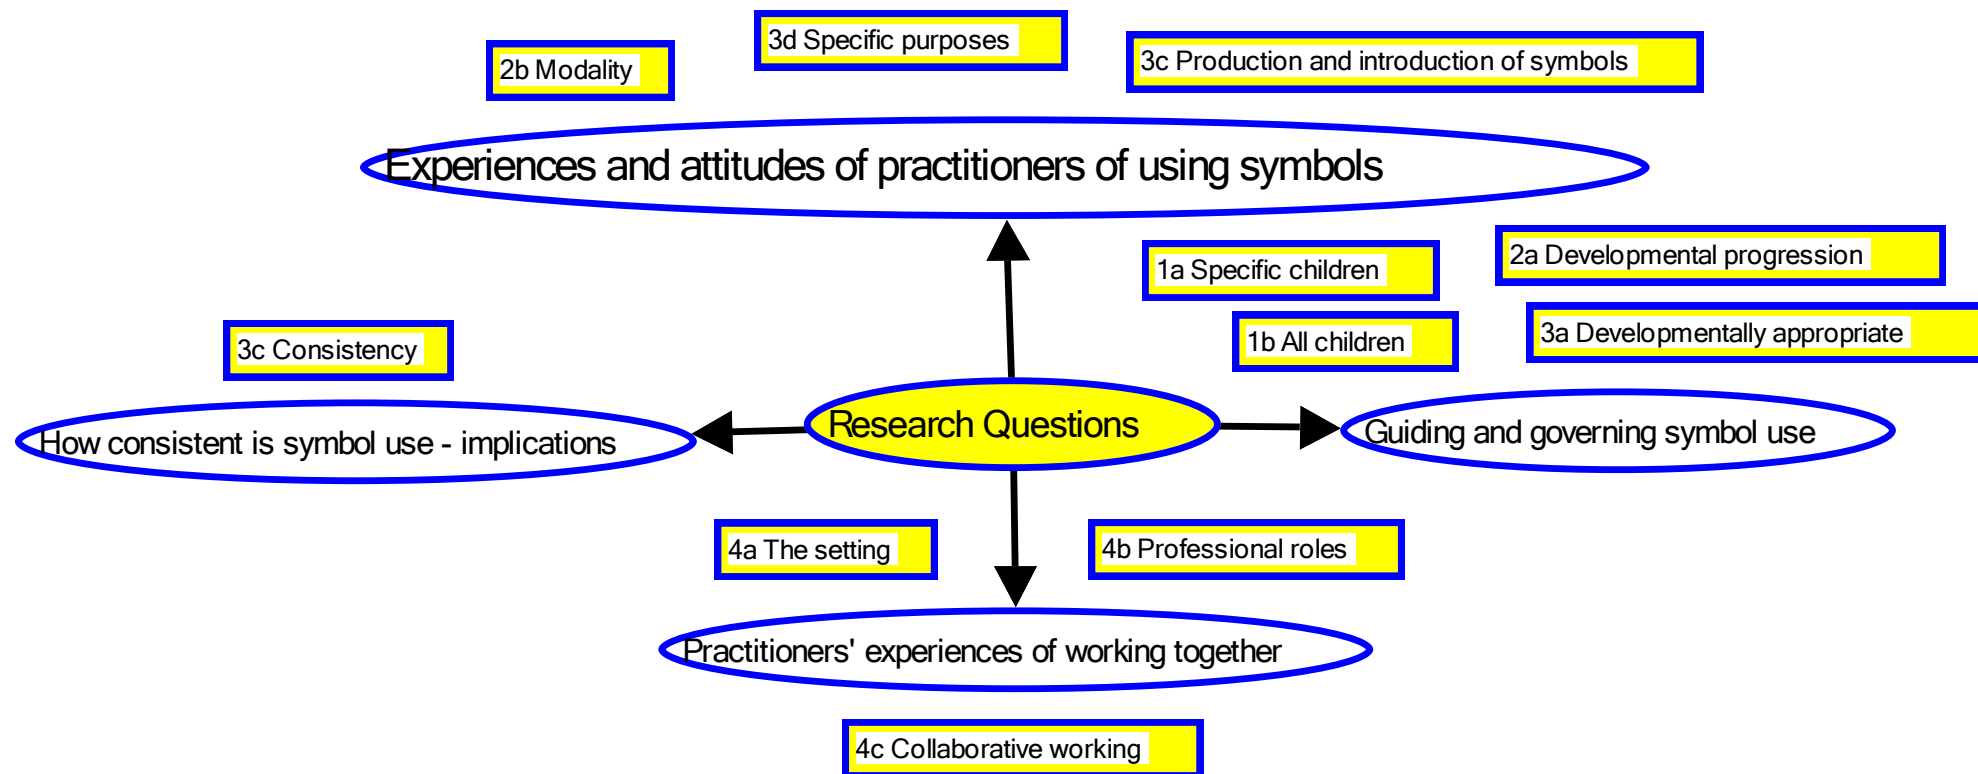 3d Specific purposes
2b Modality
3c Production and introduction of symbols
Experiences and attitudes of practitioners of using symbols
1a Specific children
2a Developmental progression
1b All children
3a Developmentally appropriate
3c Consistency
How consistent is symbol use - implications
Research Questions
Guiding and governing symbol use
4a The setting
4b Professional roles
Practitioners' experiences of working together
4c Collaborative working